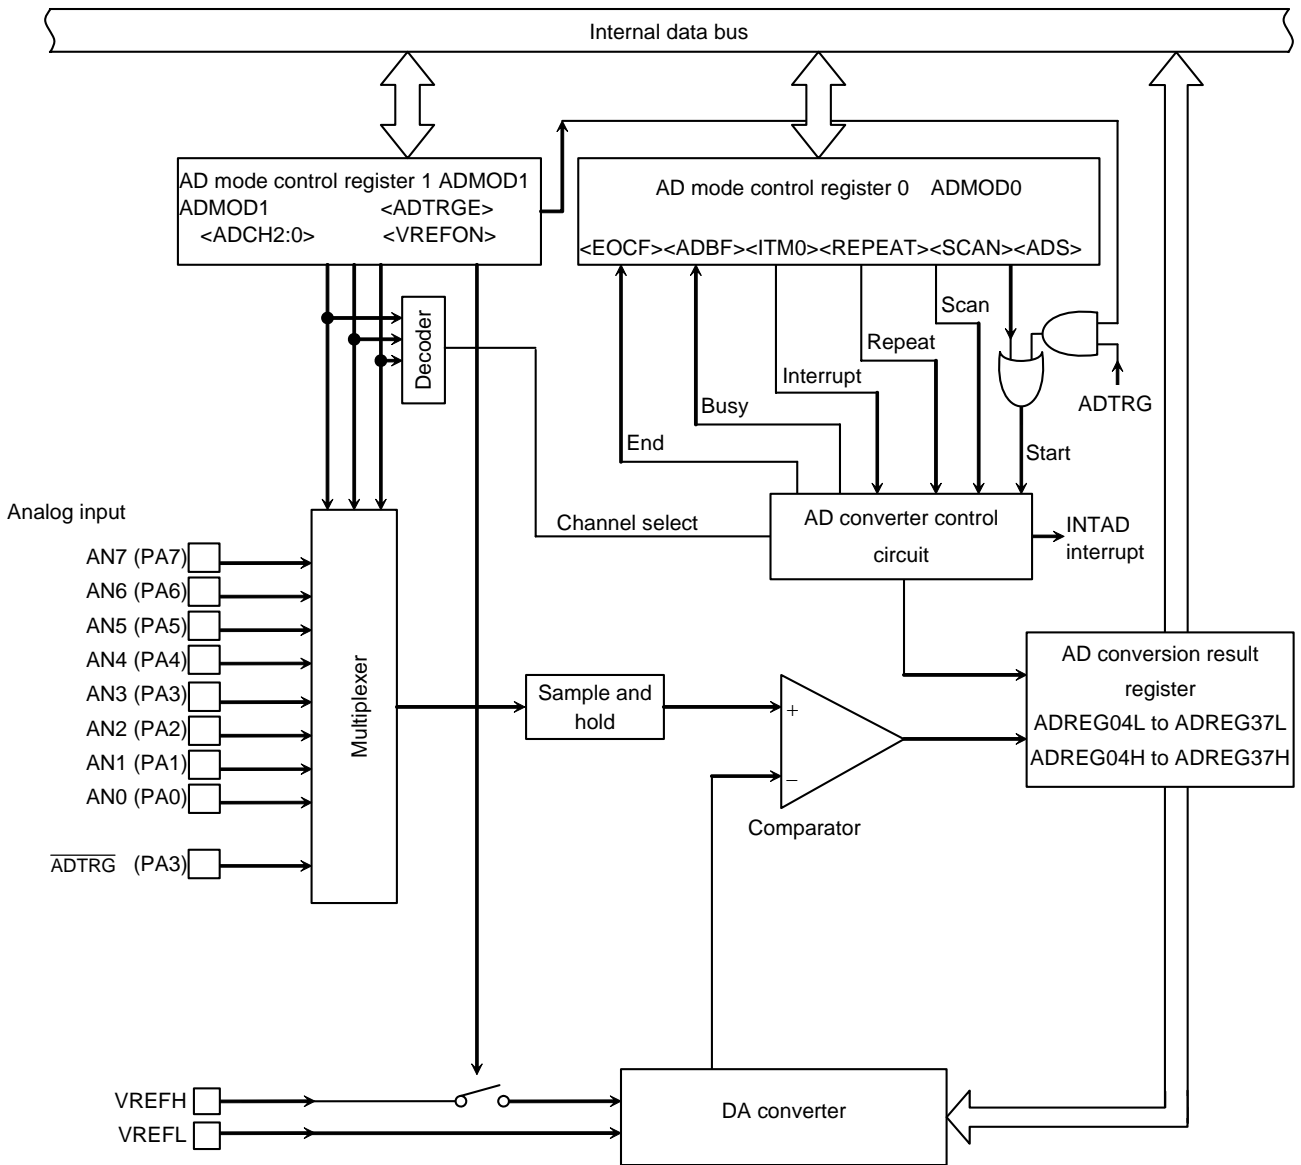 Internal data bus
AD mode control register 1 ADMOD1
ADMOD1 <ADTRGE>
<ADCH2:0> <VREFON>
AD mode control register 0 ADMOD0
<EOCF><ADBF><ITM0><REPEAT><SCAN><ADS>
Decoder
Scan
Repeat
Interrupt
Busy
End
ADTRG
Start
Channel select
AD converter control
circuit
INTAD
interrupt
Analog input
AN7 (PA7)
AN6 (PA6)
AN5 (PA5)
AN4 (PA4)
AN3 (PA3)
AN2 (PA2)
AN1 (PA1)
AN0 (PA0)
ADTRG (PA3)
Multiplexer
Sample and
hold
+
−
Comparator
AD conversion result
register
ADREG04L to ADREG37L
ADREG04H to ADREG37H
VREFH
VREFL
DA converter